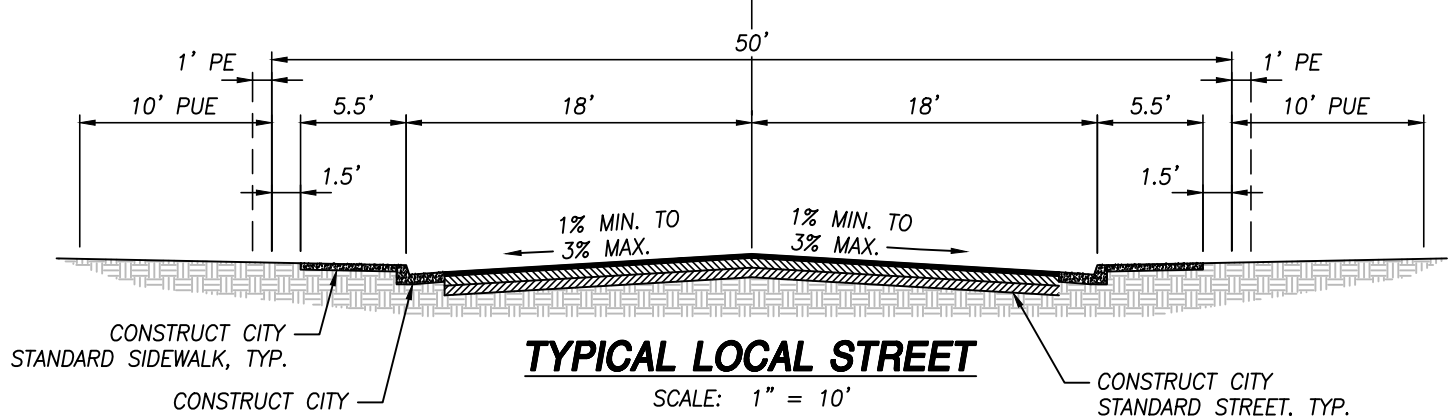 50'
1' PE
1' PE
10' PUE
5.5'
18'
18'
5.5'
10' PUE
1.5'
1.5'
1% MIN. TO
3% MAX.
1% MIN. TO
3% MAX.
CONSTRUCT CITY
STANDARD SIDEWALK, TYP.
CONSTRUCT CITY
TYPICAL LOCAL STREET
SCALE: 1" = 10'
CONSTRUCT CITY
STANDARD STREET, TYP.